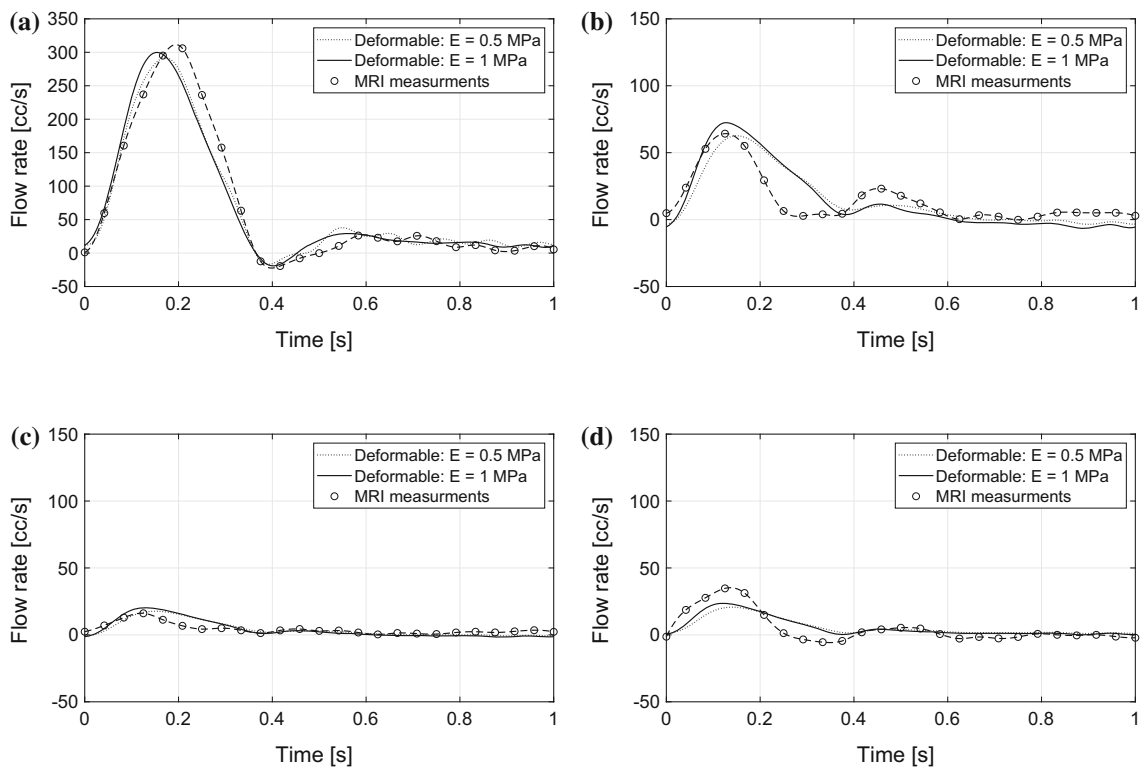 (a)
350
300
250
200
150
100
50
0
-50
Flow rate [cc/s]
0 0.2 0.4 0.6 0.8 1
Time [s]
Deformable: E = 0.5 MPa
Deformable: E = 1 MPa
MRI measurments
(b)
150
100
50
0
-50
Flow rate [cc/s]
0 0.2 0.4 0.6 0.8 1
Time [s]
Deformable: E = 0.5 MPa
Deformable: E = 1 MPa
MRI measurments
(c)
150
100
50
0
-50
Flow rate [cc/s]
0 0.2 0.4 0.6 0.8 1
Time [s]
Deformable: E = 0.5 MPa
Deformable: E = 1 MPa
MRI measurments
(d)
150
100
50
0
-50
Flow rate [cc/s]
0 0.2 0.4 0.6 0.8 1
Time [s]
Deformable: E = 0.5 MPa
Deformable: E = 1 MPa
MRI measurments